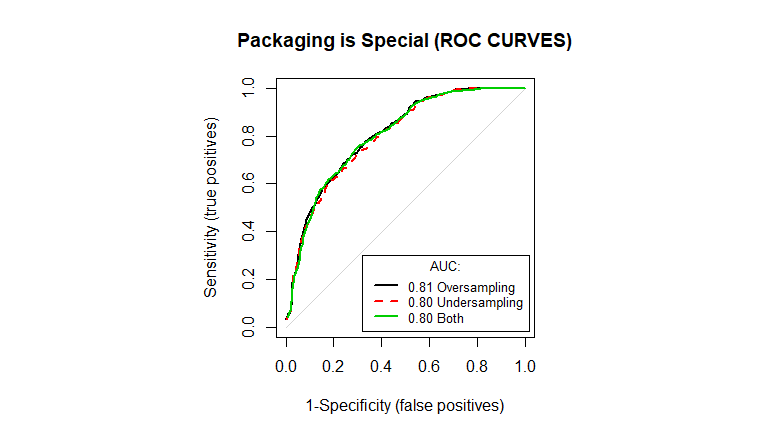 Packaging is Special (ROC CURVES)
Sensitivity (true positives)
1.0
0.8
0.6
0.4
0.2
0.0
AUC:
0.81 Oversampling
0.80 Undersampling
0.80 Both
0.0 0.2 0.4 0.6 0.8 1.0
1-Specificity (false positives)